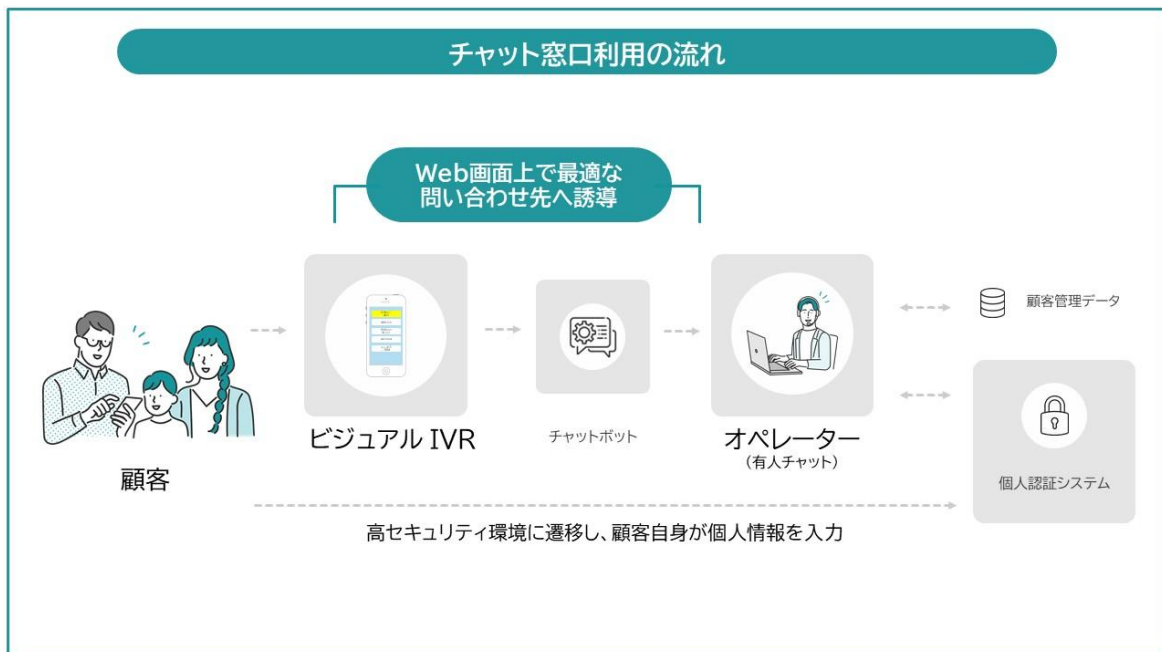 チャット窓口利用の流れ
Web画面上で最適な
問い合わせ先へ誘導
顧客
ビジュアル IVR
チャットボット
オペレーター
(有人チャット)
顧客管理データ
個人認証システム
高セキュリティ環境に遷移し、顧客自身が個人情報を入力